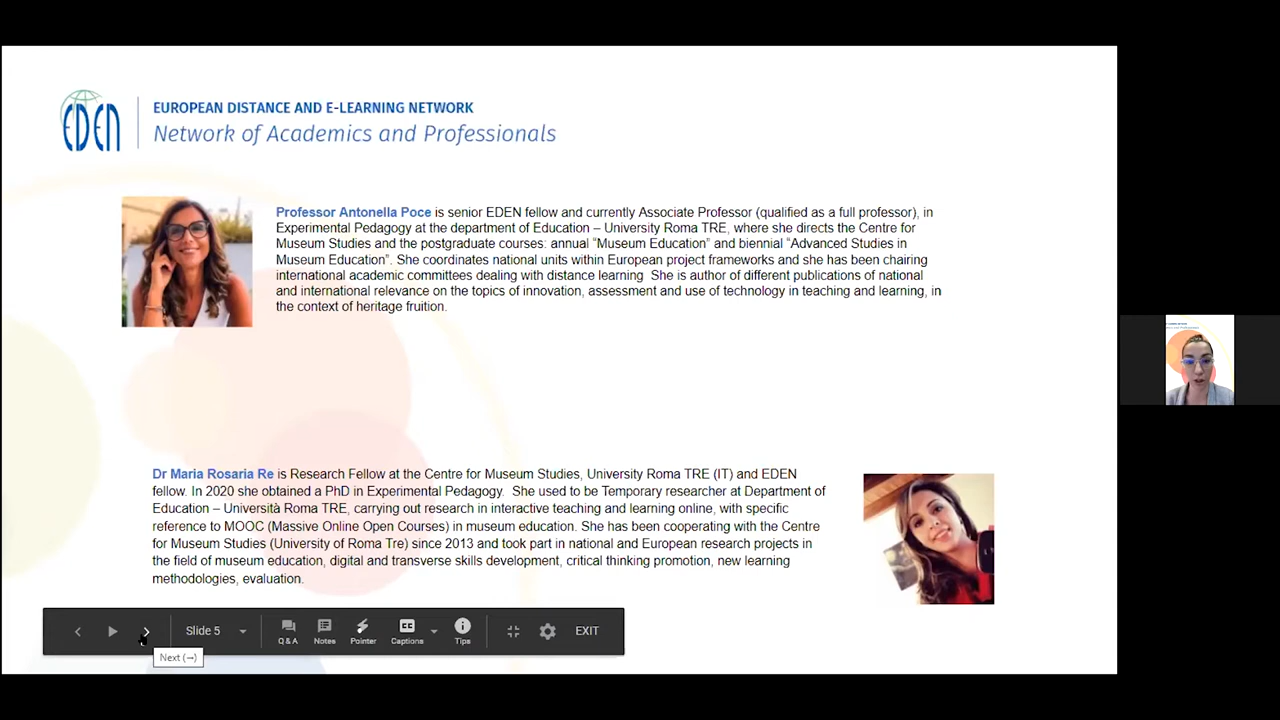 EDEN
EUROPEAN DISTANCE AND E-LEARNING NETWORK
Network of Academics and Professionals
Professor Antonella Poce is senior EDEN fellow and currently Associate Professor (qualified as a full professor), in
Experimental Pedagogy at the department of Education – University Roma TRE, where she directs the Centre for
Museum Studies and the postgraduate courses: annual “Museum Education” and biennial “Advanced Studies in
Museum Education”. She coordinates national units within European project frameworks and she has been chairing
international academic committees dealing with distance learning She is author of different publications of national
and international relevance on the topics of innovation, assessment and use of technology in teaching and learning, in
the context of heritage fruition.
Dr Maria Rosaria Re is Research Fellow at the Centre for Museum Studies, University Roma TRE (IT) and EDEN
fellow. In 2020 she obtained a PhD in Experimental Pedagogy. She used to be Temporary researcher at Department of
Education – Università Roma TRE, carrying out research in interactive teaching and learning online, with specific
reference to MOOC (Massive Online Open Courses) in museum education. She has been cooperating with the Centre
for Museum Studies (University of Roma Tre) since 2013 and took part in national and European research projects in
the field of museum education, digital and transverse skills development, critical thinking promotion, new learning
methodologies, evaluation.
Slide 5
Q & A
Notes
Pointer
CC
Captions
Tips
EXIT
Next (→)